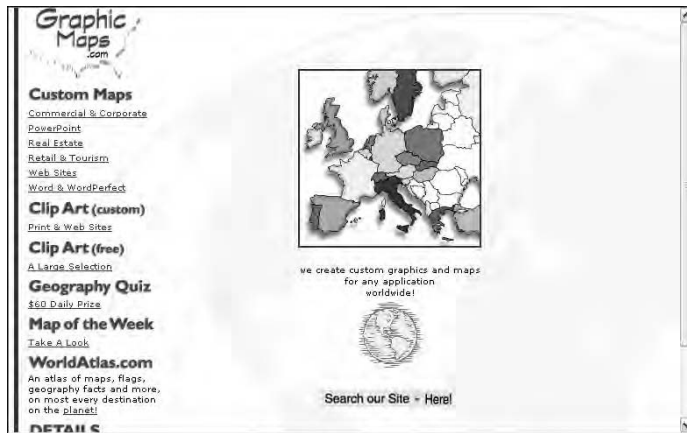 Graphic
Maps
.com
Custom Maps
Commercial & Corporate
PowerPoint
Real Estate
Retail & Tourism
Web Sites
Word & WordPerfect
Clip Art (custom)
Print & Web Sites
Clip Art (free)
A Large Selection
Geography Quiz
$60 Daily Prize
Map of the Week
Take A Look
WorldAtlas.com
An atlas of maps, flags,
geography facts and more,
on most every destination
on the planet!
DETAILS
we create custom graphics and maps
for any application
worldwide!
Search our Site - Here!